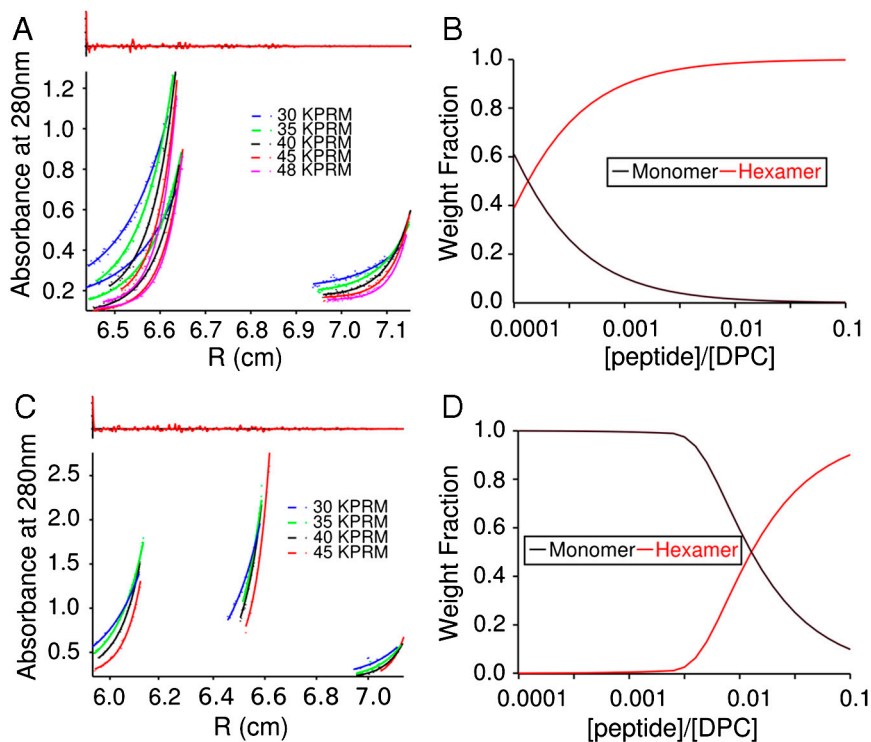 A
Absorbance at 280nm
1.2
1.0
0.8
0.6
0.4
0.2
30 KPRM
35 KPRM
40 KPRM
45 KPRM
48 KPRM
6.5 6.6 6.7 6.8 6.9 7.0 7.1
R (cm)
B
Weight Fraction
1.0
0.8
0.6
0.4
0.2
0.0
Monomer Hexamer
0.0001 0.001 0.01 0.1
[peptide]/[DPC]
C
Absorbance at 280nm
2.5
2.0
1.5
1.0
0.5
30 KPRM
35 KPRM
40 KPRM
45 KPRM
6.0 6.2 6.4 6.6 6.8 7.0
R (cm)
D
Weight Fraction
1.0
0.8
0.6
0.4
0.2
0.0
Monomer Hexamer
0.0001 0.001 0.01 0.1
[peptide]/[DPC]